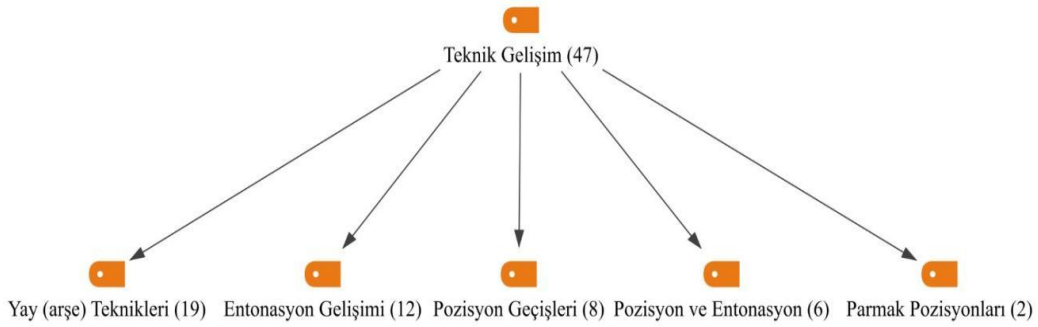 Teknik Gelişim (47)
Yay (arşe) Teknikleri (19) Entonasyon Gelişimi (12) Pozisyon Geçişleri (8) Pozisyon ve Entonasyon (6) Parmak Pozisyonları (2)